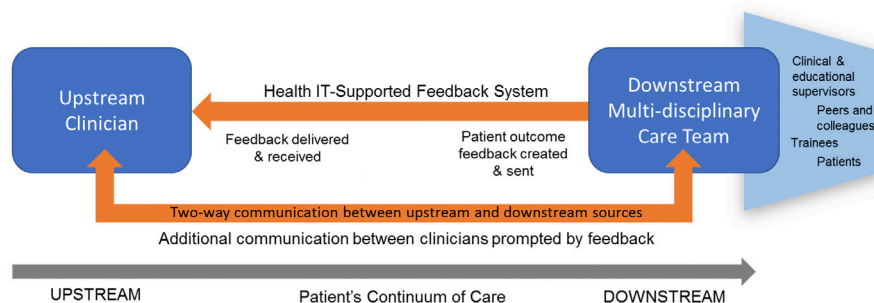 Health IT-Supported Feedback System
Upstream
Clinician
Downstream
Multi-disciplinary
Care Team
Feedback delivered
& received
Patient outcome
feedback created
& sent
Clinical &
educational
supervisors
Peers and
colleagues
Trainees
Patients
Two-way communication between upstream and downstream sources
Additional communication between clinicians prompted by feedback
UPSTREAM
Patient's Continuum of Care
DOWNSTREAM